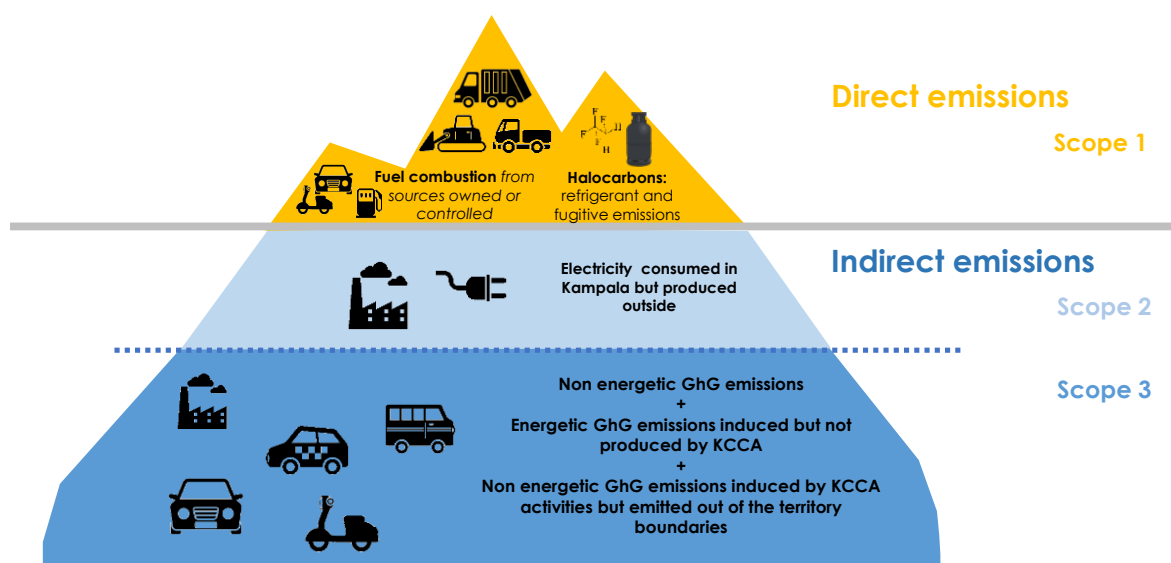 Direct emissions
Scope 1
F
F
F
F
H
Fuel combustion from
sources owned or
controlled
Halocarbons:
refrigerant and
fugitive emissions
Indirect emissions
Electricity consumed in
Kampala but produced
outside
Scope 2
Scope 3
Non energetic GhG emissions
+
Energetic GhG emissions induced but not
produced by KCCA
+
Non energetic GhG emissions induced by KCCA
activities but emitted out of the territory
boundaries